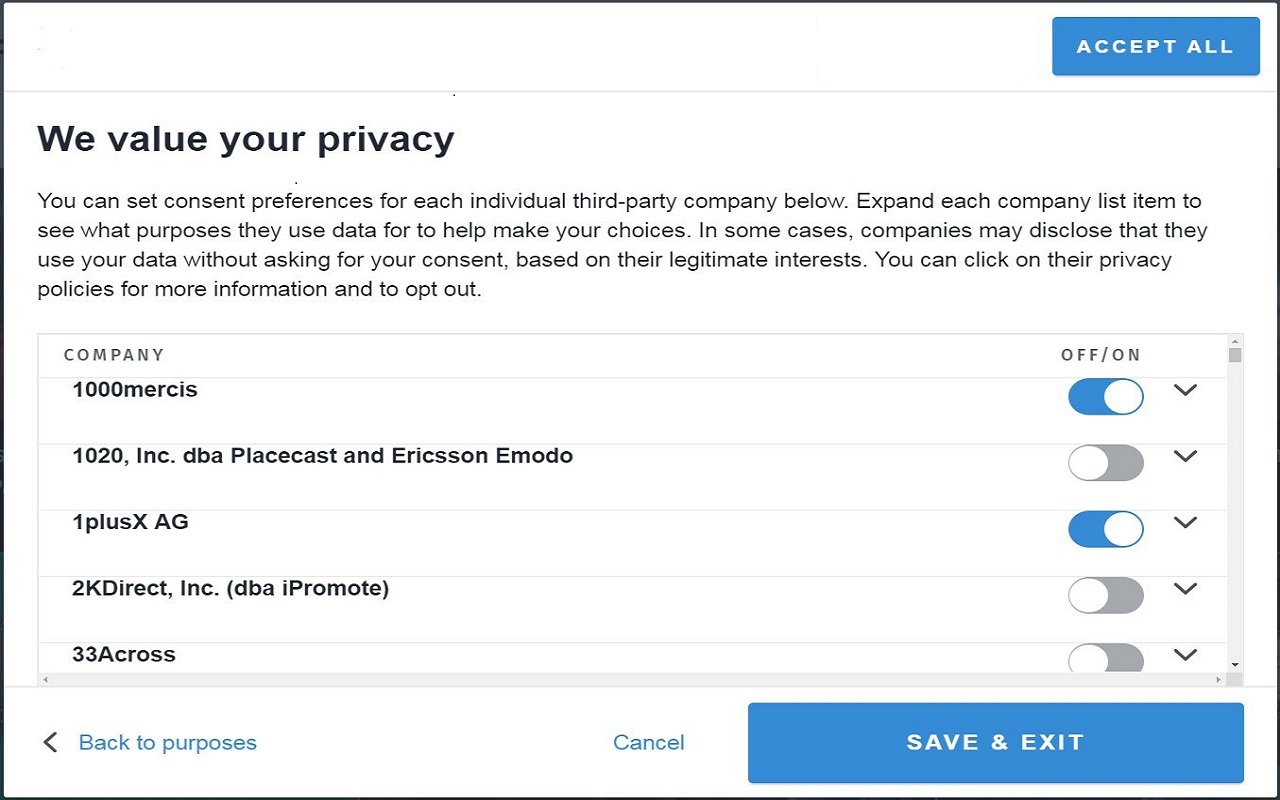 ACCEPT ALL
We value your privacy
You can set consent preferences for each individual third-party company below. Expand each company list item to
see what purposes they use data for to help make your choices. In some cases, companies may disclose that they
use your data without asking for your consent, based on their legitimate interests. You can click on their privacy
policies for more information and to opt out.
COMPANY OFF/ON
1000mercis
1020, Inc. dba Placecast and Ericsson Emodo
1plusX AG
2KDirect, Inc. (dba iPromote)
33Across
Back to purposes Cancel SAVE & EXIT